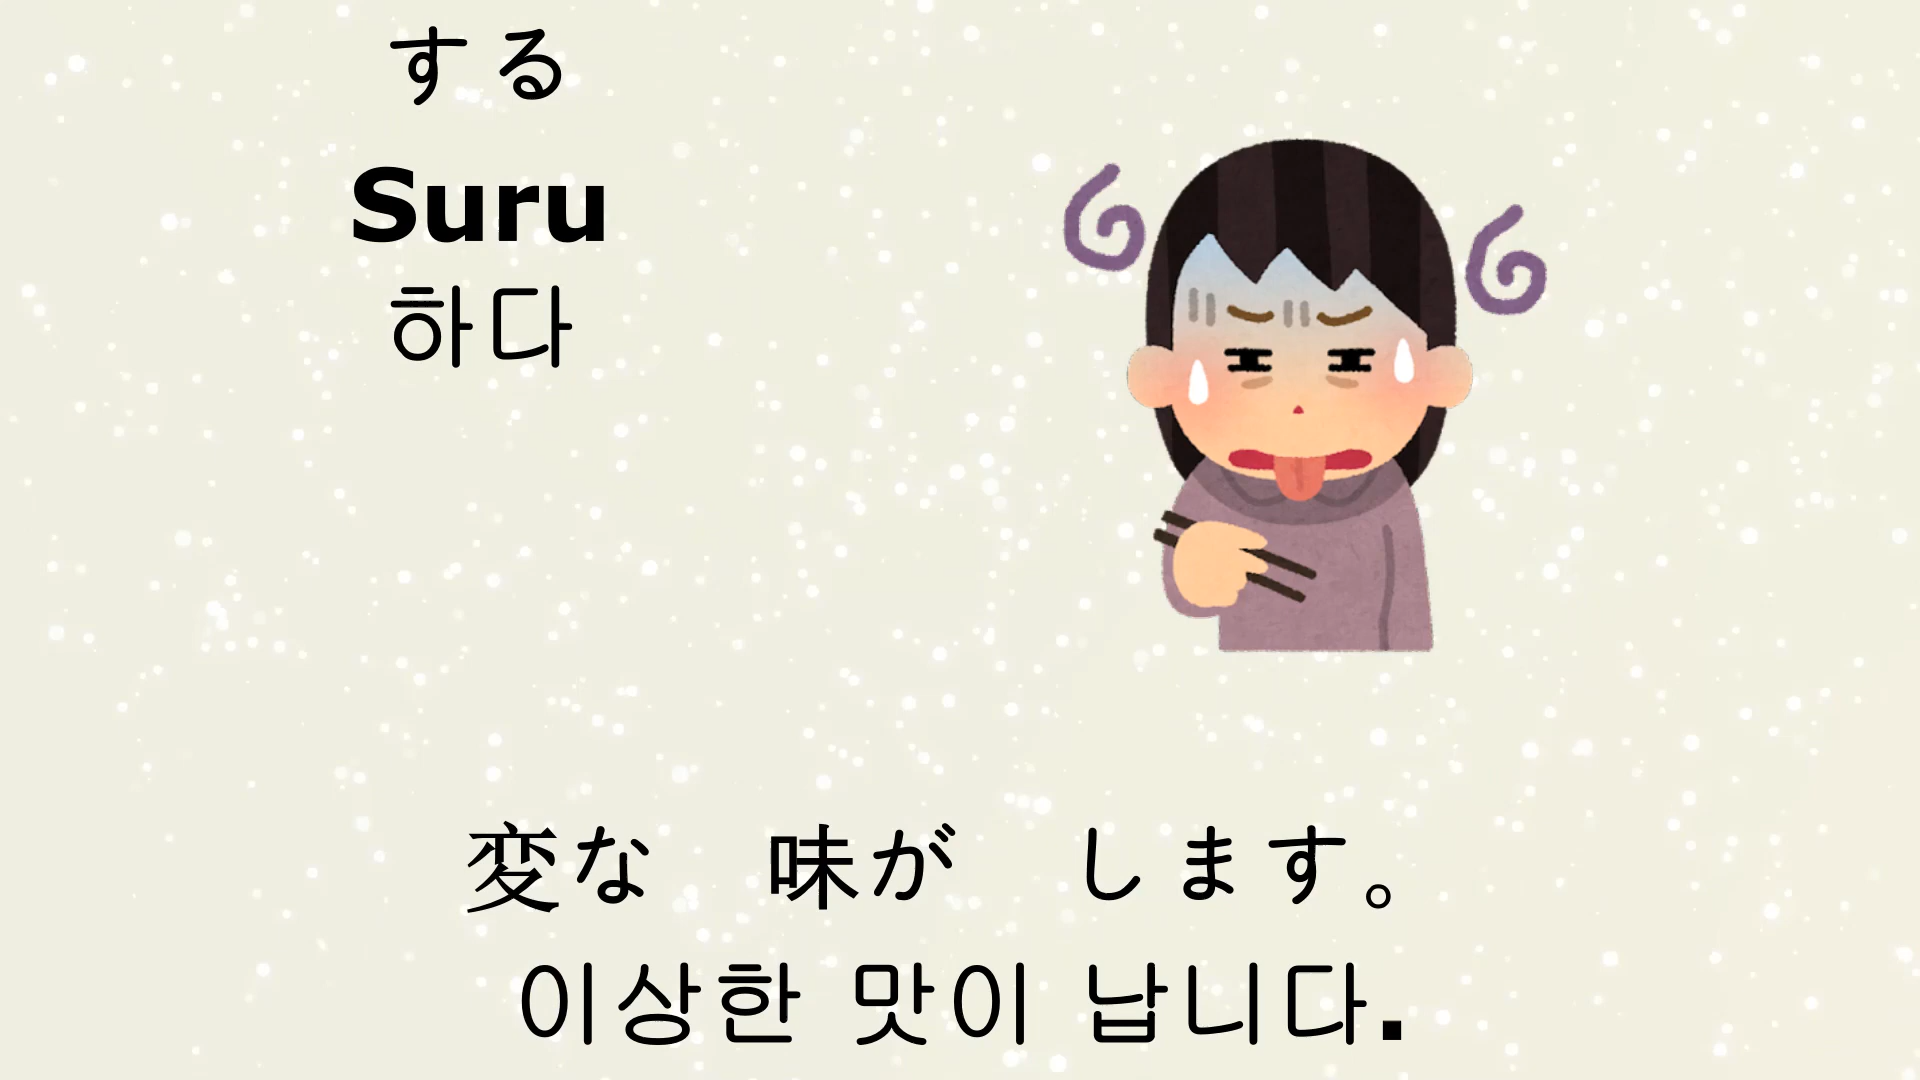 する
Suru
하다
変な　味が　します。
이상한 맛이 납니다.